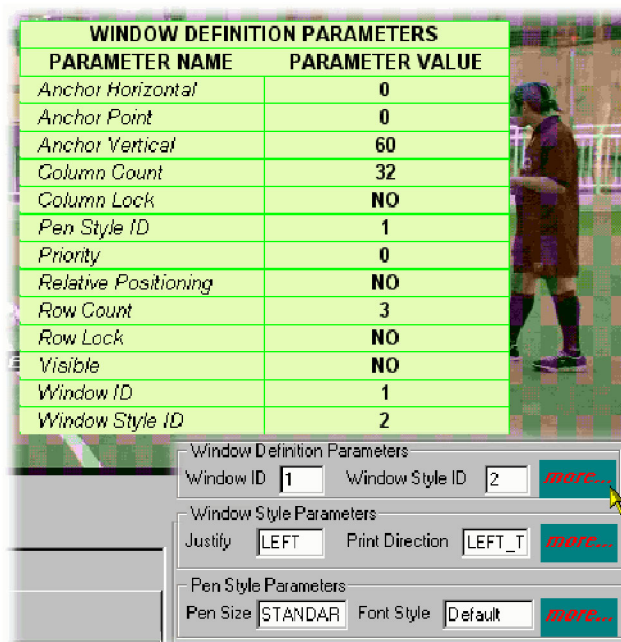 WINDOW DEFINITION PARAMETERS
PARAMETER NAME PARAMETER VALUE
Anchor Horizontal 0
Anchor Point 0
Anchor Vertical 60
Column Count 32
Column Lock NO
Pen Style ID 1
Priority 0
Relative Positioning NO
Row Count 3
Row Lock NO
Visible NO
Window ID 1
Window Style ID 2
Window Definition Parameters
Window ID 1 Window Style ID 2 more...
Window Style Parameters
Justify LEFT Print Direction LEFT_T more...
Pen Style Parameters
Pen Size STANDAR Font Style Default more...